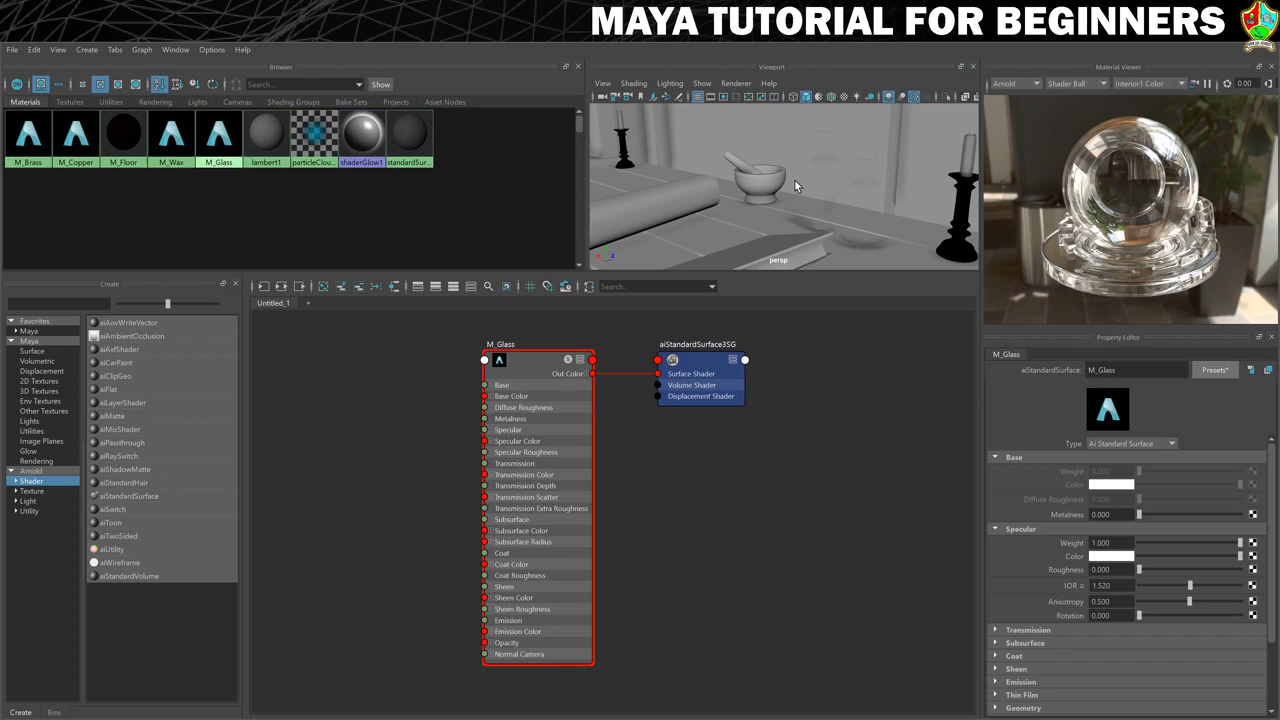 MAYA TUTORIAL FOR BEGINNERS
File Edit View Create Tabs Graph Window Options Help
Browser
Search...
Show
Materials Textures Utilities Rendering Lights Cameras Shading Groups Bake Sets Projects Asset Nodes
M_Brass M_Copper M_Floor M_Wax M_Glass lambert1 particleClou... shaderGlow1 standardSur...
Viewport
View Shading Lighting Show Renderer Help
persp
Material Viewer
Arnold Shader Ball Interior1 Color 0.00
Create
Favorites
Maya
Maya
Surface
Volumetric
Displacement
2D Textures
3D Textures
Env Textures
Other Textures
Lights
Utilities
Image Planes
Glow
Rendering
Arnold
Shader
Texture
Light
Utility
aiAovWriteVector
aiAmbientOcclusion
aiAxfShader
aiCarPaint
aiClipGeo
aiFlat
aiLayerShader
aiMatte
aiMixShader
aiPassthrough
aiRaySwitch
aiShadowMatte
aiStandardHair
aiStandardSurface
aiSwitch
aiToon
aiTwoSided
aiUtility
aiWireframe
aiStandardVolume
Create Bins
Search...
Untitled_1 +
M_Glass
Out Color
Base
Base Color
Diffuse Roughness
Metalness
Specular
Specular Color
Specular Roughness
Transmission
Transmission Color
Transmission Depth
Transmission Scatter
Transmission Extra Roughness
Subsurface
Subsurface Color
Subsurface Radius
Coat
Coat Color
Coat Roughness
Sheen
Sheen Color
Sheen Roughness
Emission
Emission Color
Opacity
Normal Camera
aiStandardSurface3SG
Surface Shader
Volume Shader
Displacement Shader
Property Editor
M_Glass
aiStandardSurface: M_Glass Presets*
Type Ai Standard Surface
Base
Weight 0.000
Color
Diffuse Roughness 0.000
Metalness 0.000
Specular
Weight 1.000
Color
Roughness 0.000
IOR = 1.520
Anisotropy 0.500
Rotation 0.000
Transmission
Subsurface
Coat
Sheen
Emission
Thin Film
Geometry